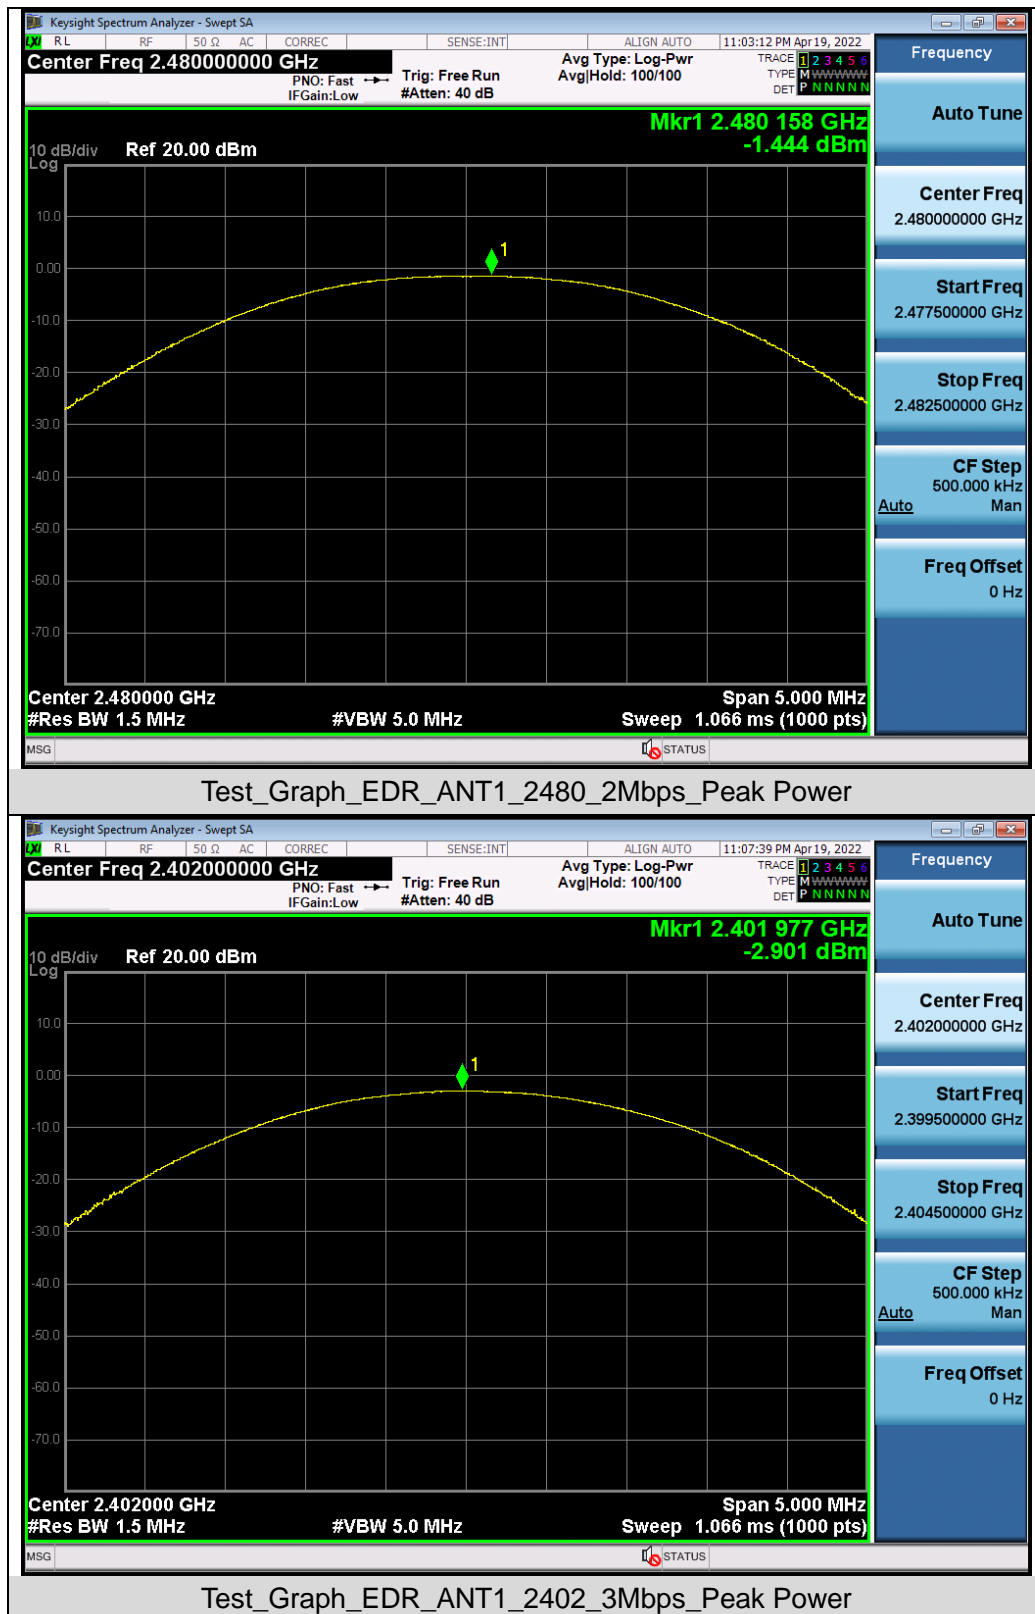 Keysight Spectrum Analyzer - Swept SA
LXI RL RF 50 Ω AC CORREC SENSE:INT ALIGN AUTO 11:03:12 PM Apr 19, 2022
Center Freq 2.480000000 GHz
PNO: Fast
IFGain:Low
Trig: Free Run
#Atten: 40 dB
Avg Type: Log-Pwr
Avg|Hold: 100/100
TRACE 1 2 3 4 5 6
TYPE M W W W W W
DET P N N N N N
Mkr1 2.480 158 GHz
-1.444 dBm
10 dB/div Ref 20.00 dBm
Log
10.0
0.00
-10.0
-20.0
-30.0
-40.0
-50.0
-60.0
-70.0
1
Center 2.480000 GHz Span 5.000 MHz
#Res BW 1.5 MHz #VBW 5.0 MHz Sweep 1.066 ms (1000 pts)
MSG STATUS
Frequency
Auto Tune
Center Freq
2.480000000 GHz
Start Freq
2.477500000 GHz
Stop Freq
2.482500000 GHz
CF Step
500.000 kHz
Auto Man
Freq Offset
0 Hz
Test_Graph_EDR_ANT1_2480_2Mbps_Peak Power
Keysight Spectrum Analyzer - Swept SA
LXI RL RF 50 Ω AC CORREC SENSE:INT ALIGN AUTO 11:07:39 PM Apr 19, 2022
Center Freq 2.402000000 GHz
PNO: Fast
IFGain:Low
Trig: Free Run
#Atten: 40 dB
Avg Type: Log-Pwr
Avg|Hold: 100/100
TRACE 1 2 3 4 5 6
TYPE M W W W W W
DET P N N N N N
Mkr1 2.401 977 GHz
-2.901 dBm
10 dB/div Ref 20.00 dBm
Log
10.0
0.00
-10.0
-20.0
-30.0
-40.0
-50.0
-60.0
-70.0
1
Center 2.402000 GHz Span 5.000 MHz
#Res BW 1.5 MHz #VBW 5.0 MHz Sweep 1.066 ms (1000 pts)
MSG STATUS
Frequency
Auto Tune
Center Freq
2.402000000 GHz
Start Freq
2.399500000 GHz
Stop Freq
2.404500000 GHz
CF Step
500.000 kHz
Auto Man
Freq Offset
0 Hz
Test_Graph_EDR_ANT1_2402_3Mbps_Peak Power